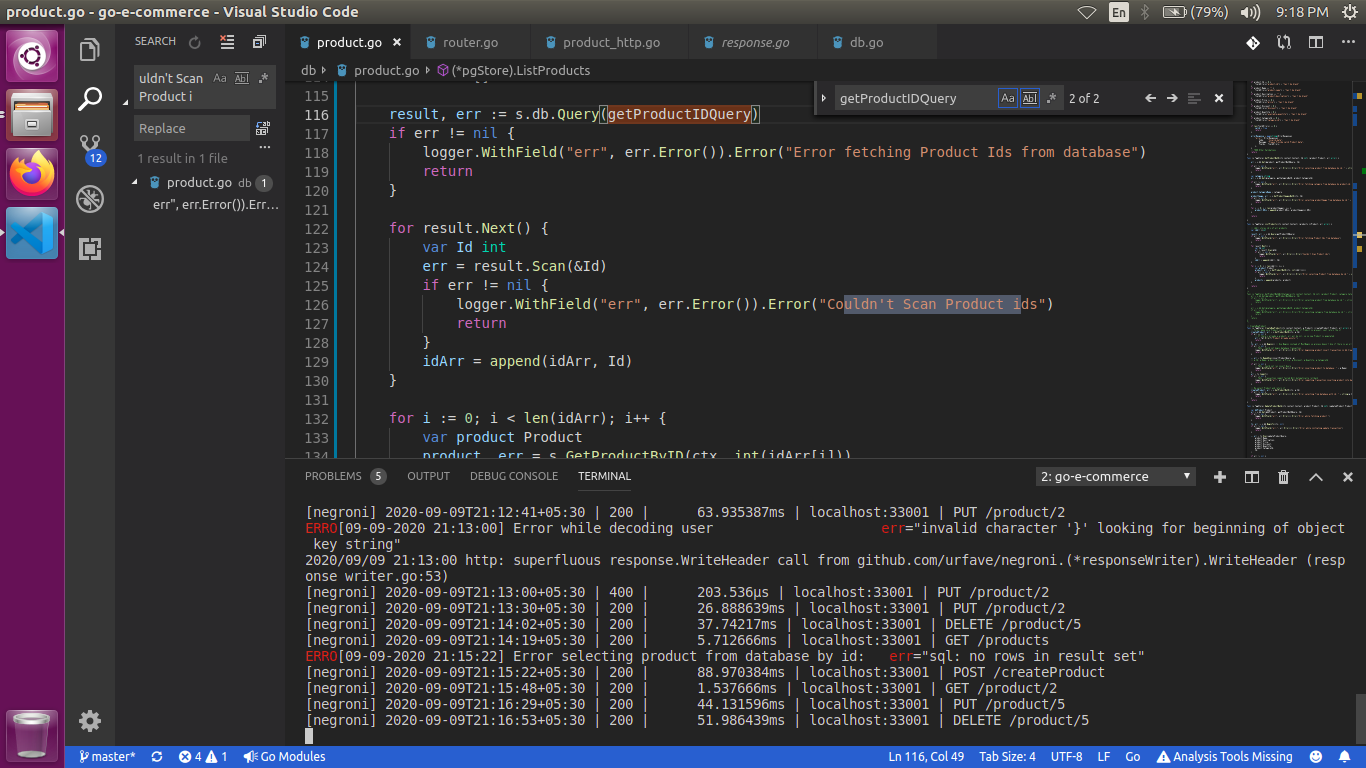 product.go - go-e-commerce - Visual Studio Code
En
(79%)
9:18 PM
SEARCH
uldn't Scan
Product i
Aa
Abl
.*
Replace
1 result in 1 file
product.go db 1
err", err.Error()).Err…
12
product.go
router.go
product_http.go
response.go
db.go
db
product.go
(*pgStore).ListProducts
getProductIDQuery
Aa
Abl
.*
2 of 2
115
116 result, err := s.db.Query(getProductIDQuery)
117 if err != nil {
118 logger.WithField("err", err.Error()).Error("Error fetching Product Ids from database")
119 return
120 }
121
122 for result.Next() {
123 var Id int
124 err = result.Scan(&Id)
125 if err != nil {
126 logger.WithField("err", err.Error()).Error("Couldn't Scan Product ids")
127 return
128 }
129 idArr = append(idArr, Id)
130 }
131
132 for i := 0; i < len(idArr); i++ {
133 var product Product
134 product, err = s.GetProductByID(ctx, int(idArr[i]))
PROBLEMS 5 OUTPUT DEBUG CONSOLE TERMINAL
2: go-e-commerce
[negroni] 2020-09-09T21:12:41+05:30 | 200 | 63.935387ms | localhost:33001 | PUT /product/2
ERRO[09-09-2020 21:13:00] Error while decoding user err="invalid character '}' looking for beginning of object
key string"
2020/09/09 21:13:00 http: superfluous response.WriteHeader call from github.com/urfave/negroni.(*responseWriter).WriteHeader (resp
onse writer.go:53)
[negroni] 2020-09-09T21:13:00+05:30 | 400 | 203.536µs | localhost:33001 | PUT /product/2
[negroni] 2020-09-09T21:13:30+05:30 | 200 | 26.888639ms | localhost:33001 | PUT /product/2
[negroni] 2020-09-09T21:14:02+05:30 | 200 | 37.74217ms | localhost:33001 | DELETE /product/5
[negroni] 2020-09-09T21:14:19+05:30 | 200 | 5.712666ms | localhost:33001 | GET /products
ERRO[09-09-2020 21:15:22] Error selecting product from database by id: err="sql: no rows in result set"
[negroni] 2020-09-09T21:15:22+05:30 | 200 | 88.970384ms | localhost:33001 | POST /createProduct
[negroni] 2020-09-09T21:15:48+05:30 | 200 | 1.537666ms | localhost:33001 | GET /product/2
[negroni] 2020-09-09T21:16:29+05:30 | 200 | 44.131596ms | localhost:33001 | PUT /product/5
[negroni] 2020-09-09T21:16:53+05:30 | 200 | 51.986439ms | localhost:33001 | DELETE /product/5
master* 4 1 Go Modules
Ln 116, Col 49 Tab Size: 4 UTF-8 LF Go Analysis Tools Missing